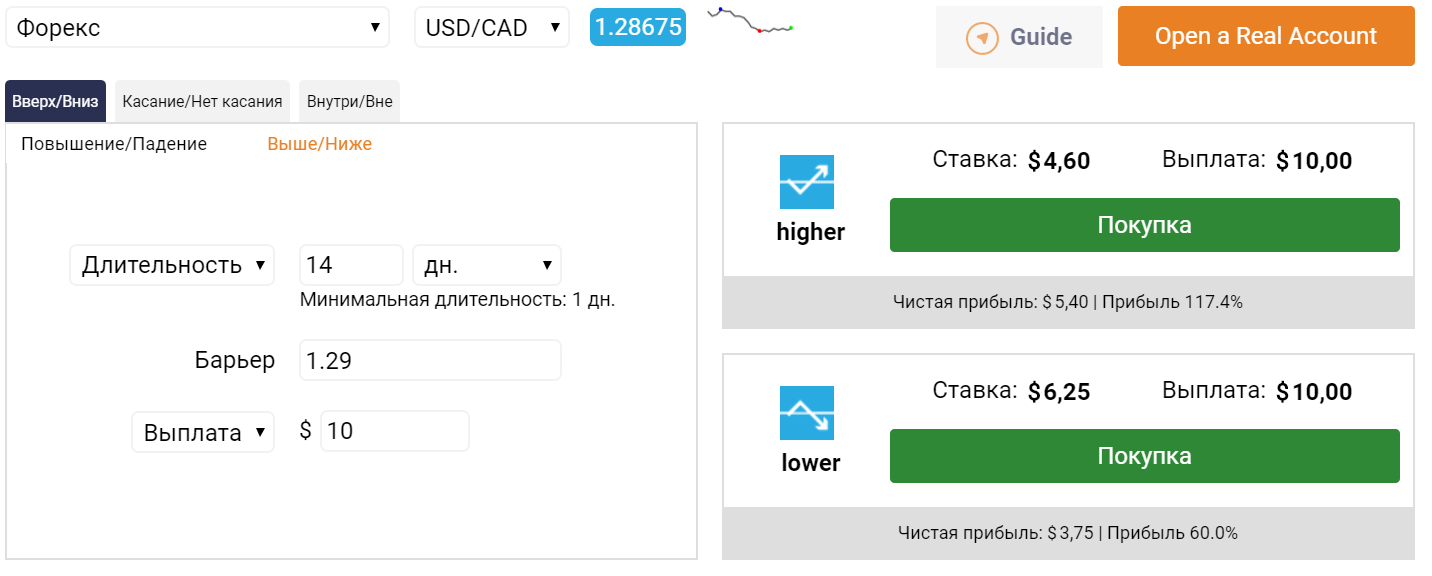 Форекс ▼ USD/CAD ▼ 1.28675 Guide Open a Real Account
Вверх/Вниз Касание/Нет касания Внутри/Вне
Повышение/Падение Выше/Ниже
Длительность ▼ 14 дн. ▼
Минимальная длительность: 1 дн.
Барьер 1.29
Выплата ▼ $ 10
Ставка: $4,60 Выплата: $10,00
higher Покупка
Чистая прибыль: $5,40 | Прибыль 117.4%
Ставка: $6,25 Выплата: $10,00
lower Покупка
Чистая прибыль: $3,75 | Прибыль 60.0%